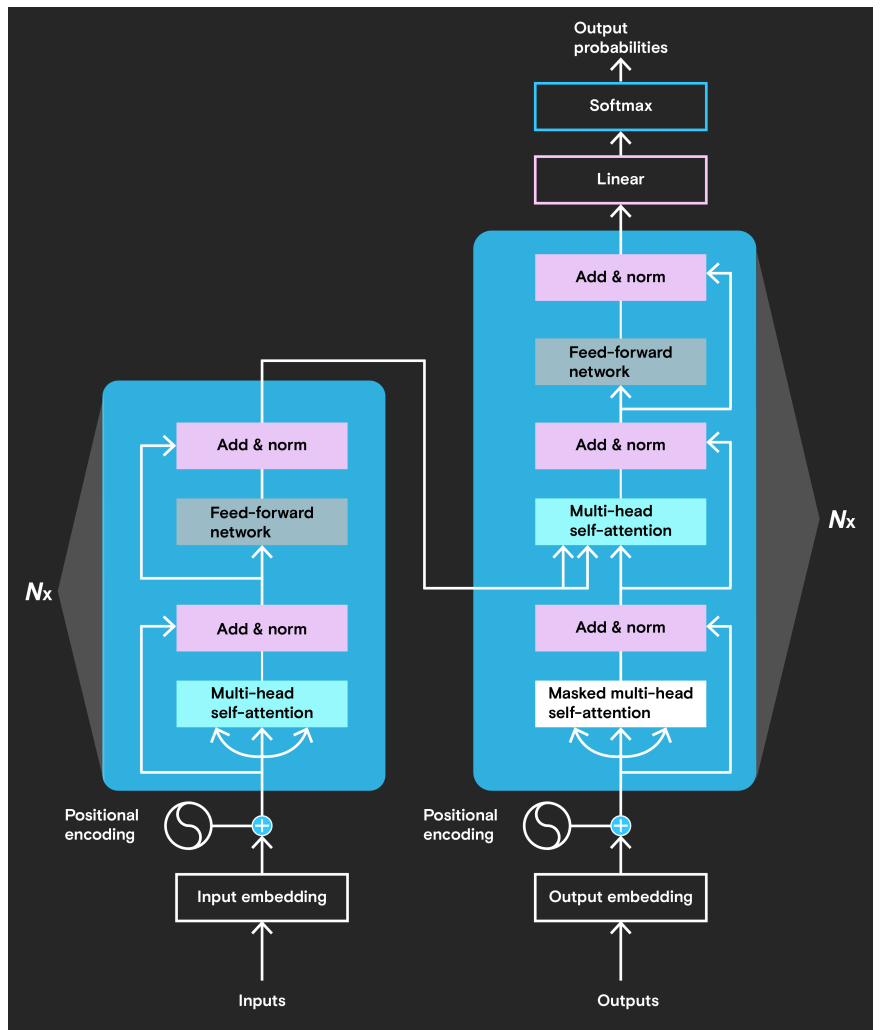 Output
probabilities
Softmax
Linear
Add & norm
Feed-forward
network
Add & norm
Multi-head
self-attention
Add & norm
Masked multi-head
self-attention
Nx
Add & norm
Feed-forward
network
Add & norm
Multi-head
self-attention
Nx
Positional
encoding
Input embedding
Inputs
Positional
encoding
Output embedding
Outputs